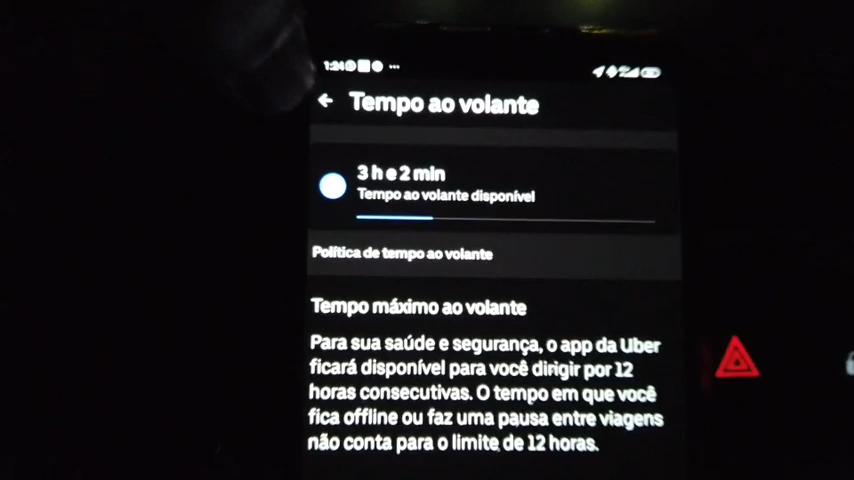 1:24
Tempo ao volante
3 h e 2 min
Tempo ao volante disponível
Política de tempo ao volante
Tempo máximo ao volante
Para sua saúde e segurança, o app da Uber
ficará disponível para você dirigir por 12
horas consecutivas. O tempo em que você
fica offline ou faz uma pausa entre viagens
não conta para o limite de 12 horas.